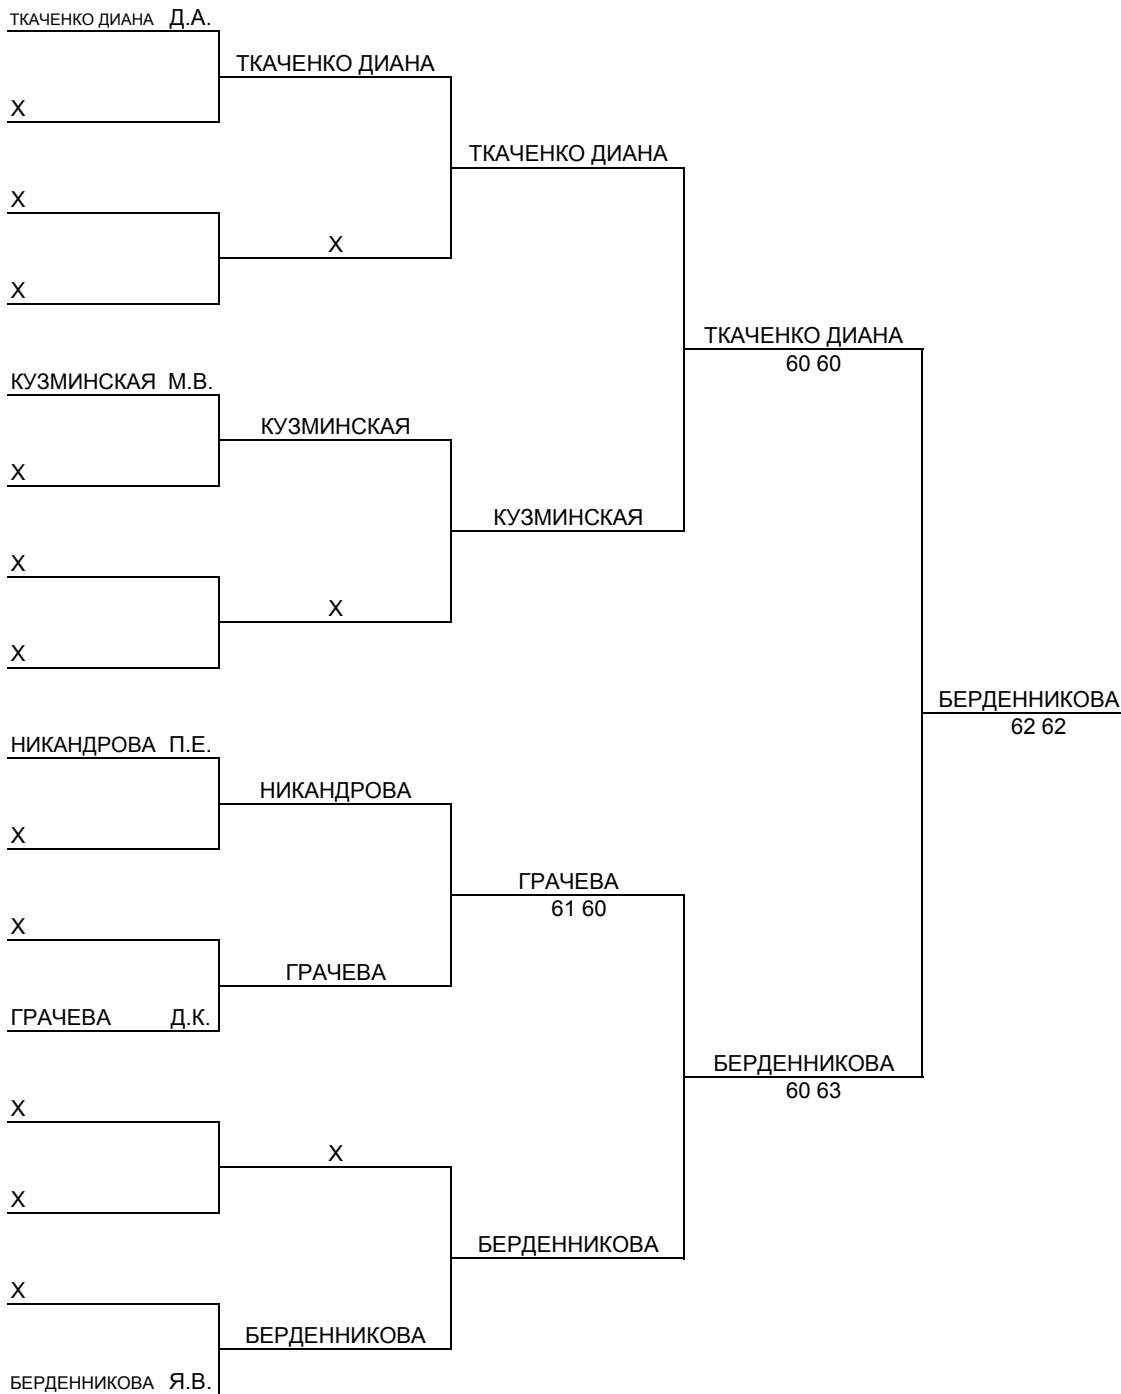 ТКАЧЕНКО ДИАНА Д.А.
ТКАЧЕНКО ДИАНА
X
ТКАЧЕНКО ДИАНА
X
X
X
ТКАЧЕНКО ДИАНА
60 60
КУЗМИНСКАЯ М.В.
КУЗМИНСКАЯ
X
КУЗМИНСКАЯ
X
X
X
БЕРДЕННИКОВА
62 62
НИКАНДРОВА П.Е.
НИКАНДРОВА
X
ГРАЧЕВА
61 60
X
ГРАЧЕВА
ГРАЧЕВА Д.К.
БЕРДЕННИКОВА
60 63
X
X
X
БЕРДЕННИКОВА
X
БЕРДЕННИКОВА
БЕРДЕННИКОВА Я.В.